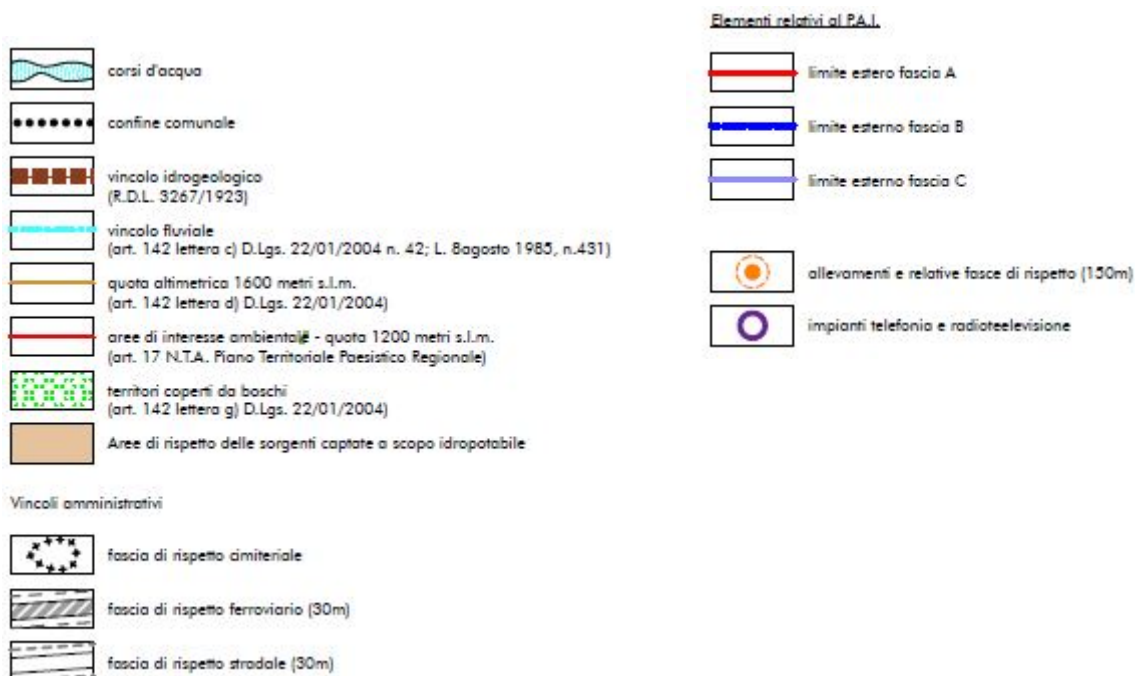 corsi d'acqua
confine comunale
vincolo idrogeologico
(R.D.L. 3267/1923)
vincolo fluviale
(art. 142 lettera c) D.Lgs. 22/01/2004 n. 42; L. 8agosto 1985, n.431)
quota altimetrica 1600 metri s.l.m.
(art. 142 lettera d) D.Lgs. 22/01/2004)
aree di interesse ambientale - quota 1200 metri s.l.m.
(art. 17 N.T.A. Piano Territoriale Paesistico Regionale)
territori coperti da boschi
(art. 142 lettera g) D.Lgs. 22/01/2004)
Aree di rispetto delle sorgenti captate a scopo idropotabile
Vincoli amministrativi
fascia di rispetto cimiteriale
fascia di rispetto ferroviario (30m)
fascia di rispetto stradale (30m)
Elementi relativi al P.A.I.
limite estero fascia A
limite esterno fascia B
limite esterno fascia C
allevamenti e relative fasce di rispetto (150m)
impianti telefonia e radioteelevisione